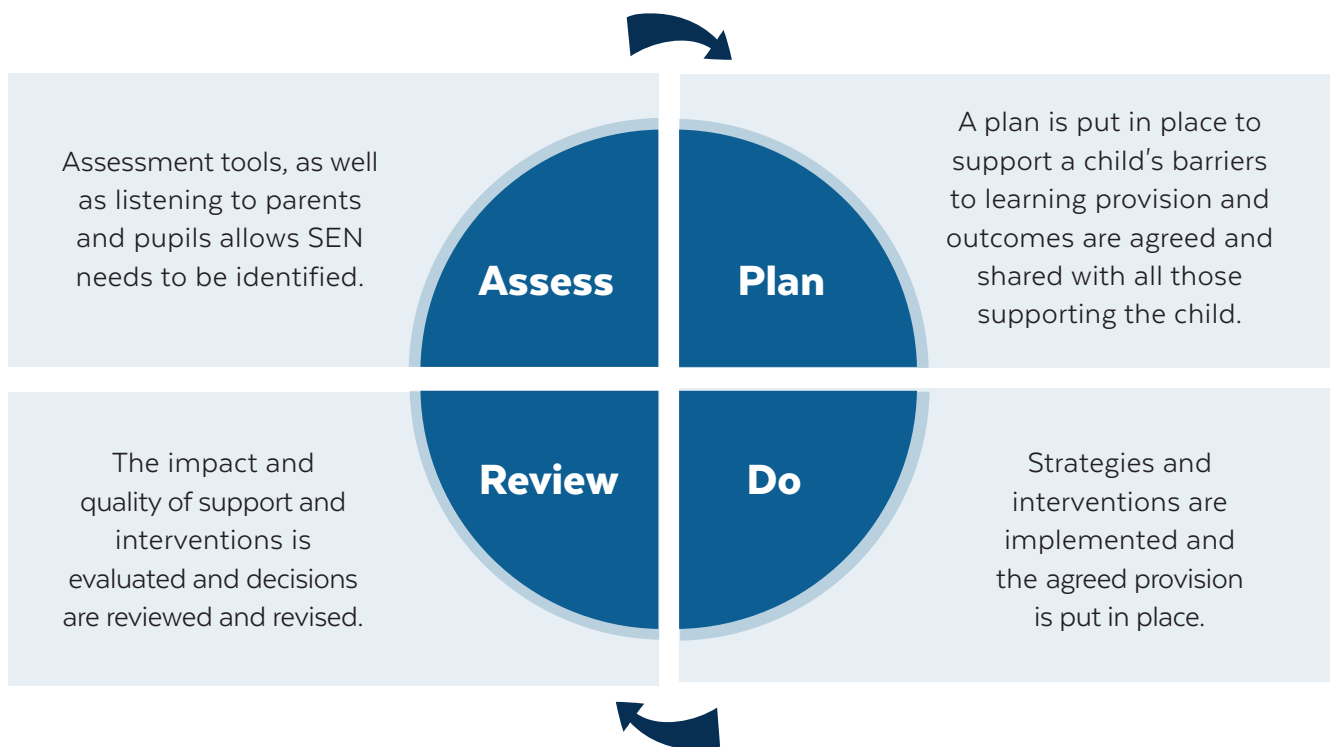 Assessment tools, as well
as listening to parents
and pupils allows SEN
needs to be identified.
Assess
Plan
A plan is put in place to
support a child's barriers
to learning provision and
outcomes are agreed and
shared with all those
supporting the child.
The impact and
quality of support and
interventions is
evaluated and decisions
are reviewed and revised.
Review
Do
Strategies and
interventions are
implemented and
the agreed provision
is put in place.